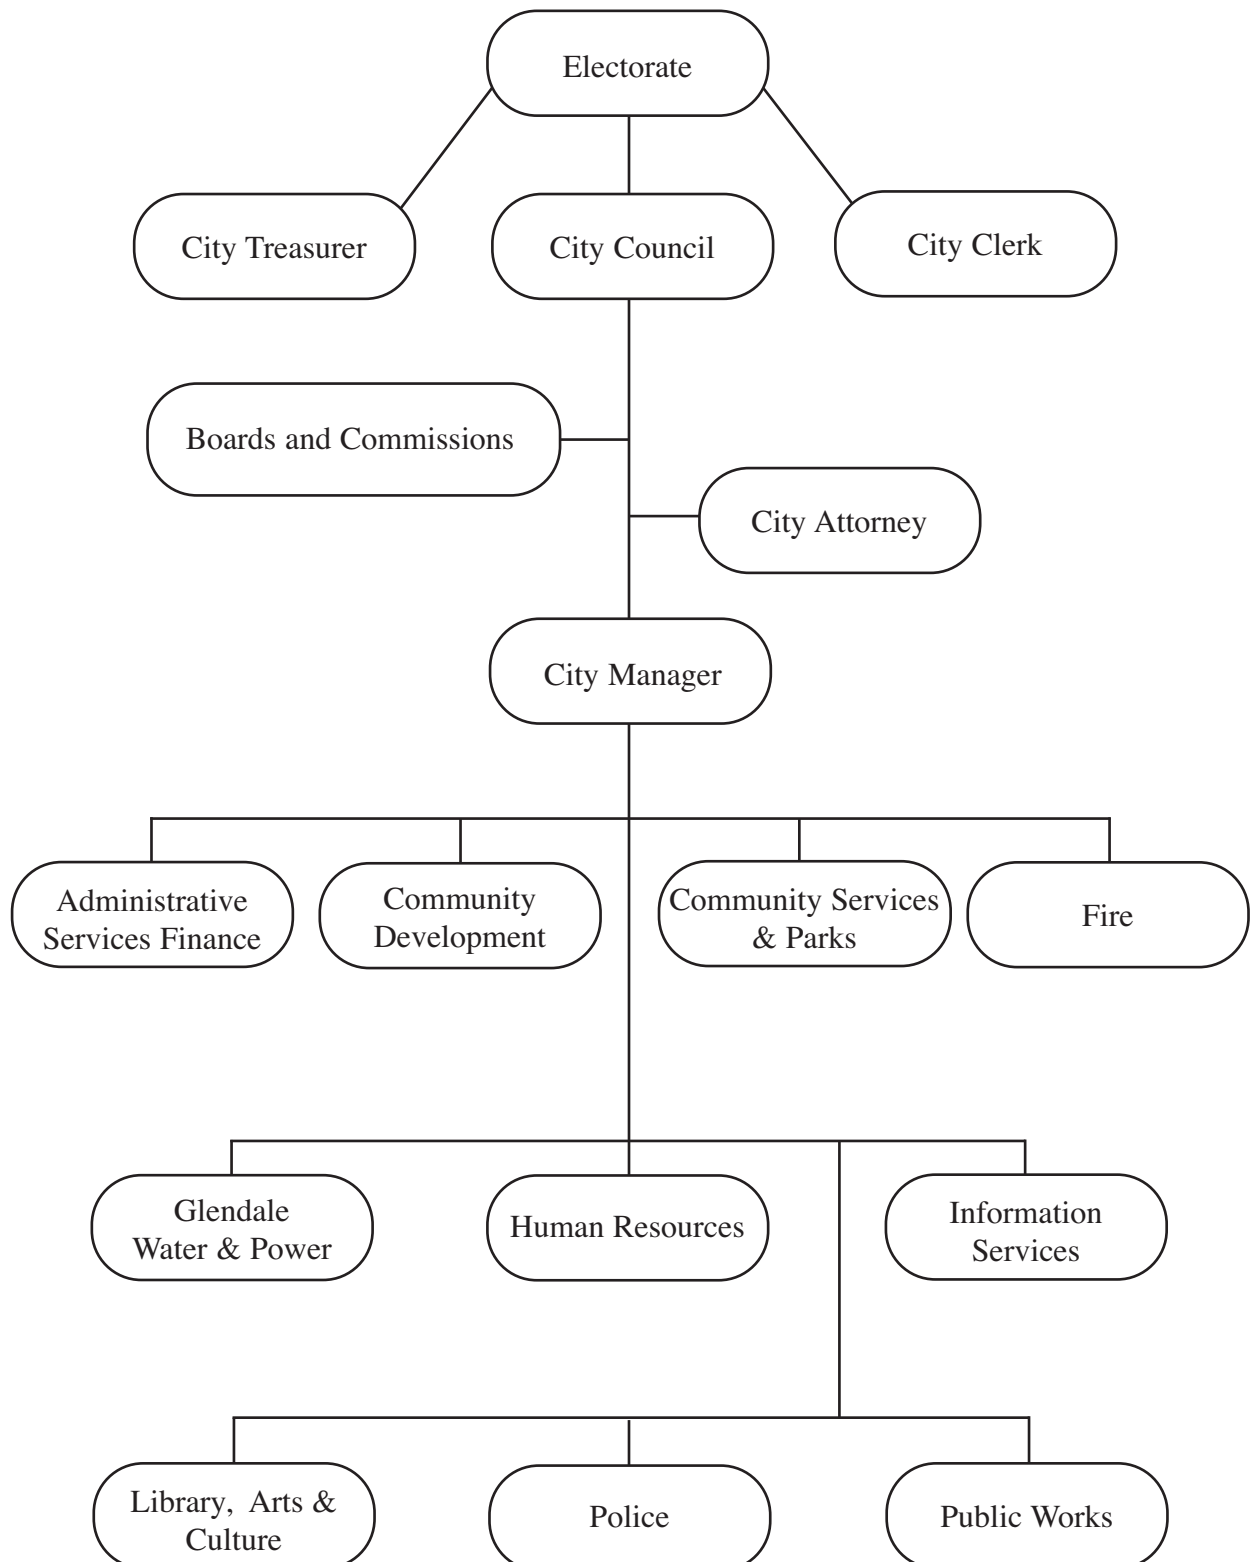 Electorate
City Treasurer
City Council
City Clerk
Boards and Commissions
City Attorney
City Manager
Administrative
Services Finance
Community
Development
Community Services
& Parks
Fire
Glendale
Water & Power
Human Resources
Information
Services
Library, Arts &
Culture
Police
Public Works